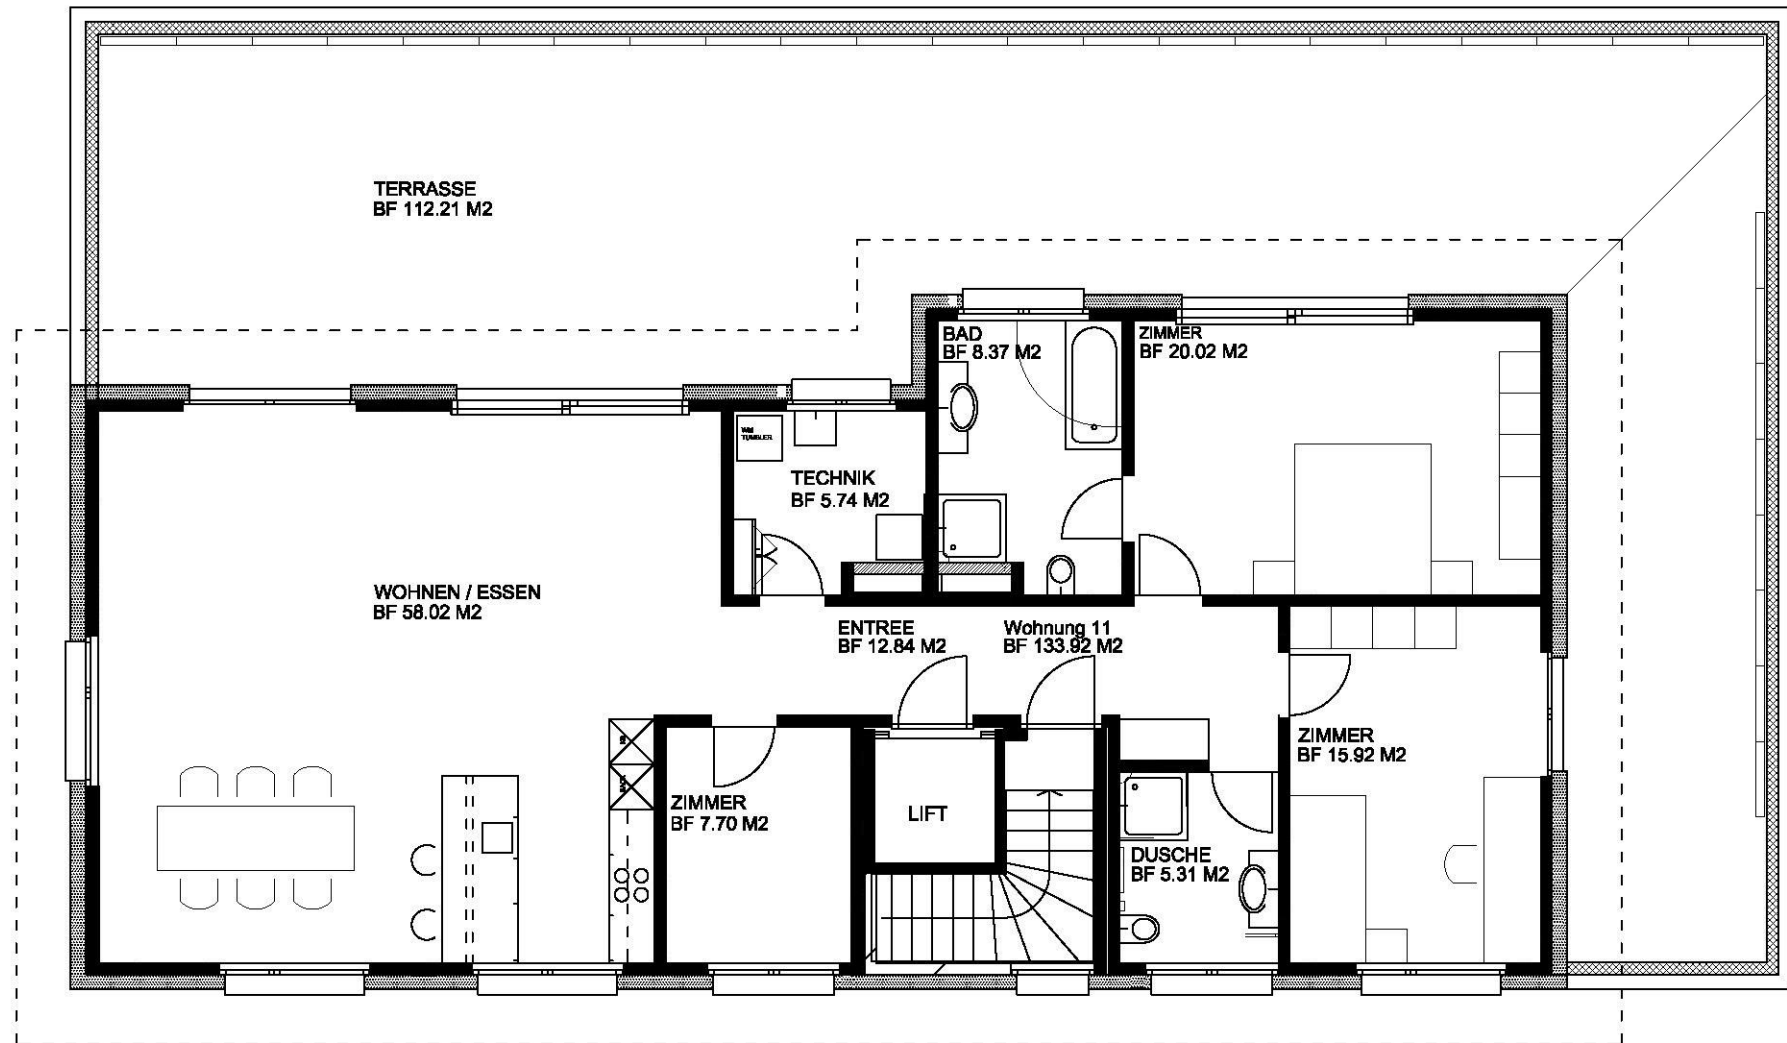 TERRASSE
BF 112.21 M2
BAD
BF 8.37 M2
ZIMMER
BF 20.02 M2
WM
TUMBLER
TECHNIK
BF 5.74 M2
WOHNEN / ESSEN
BF 58.02 M2
ENTREE
BF 12.84 M2
Wohnung 11
BF 133.92 M2
ZIMMER
BF 15.92 M2
ZIMMER
BF 7.70 M2
LIFT
DUSCHE
BF 5.31 M2